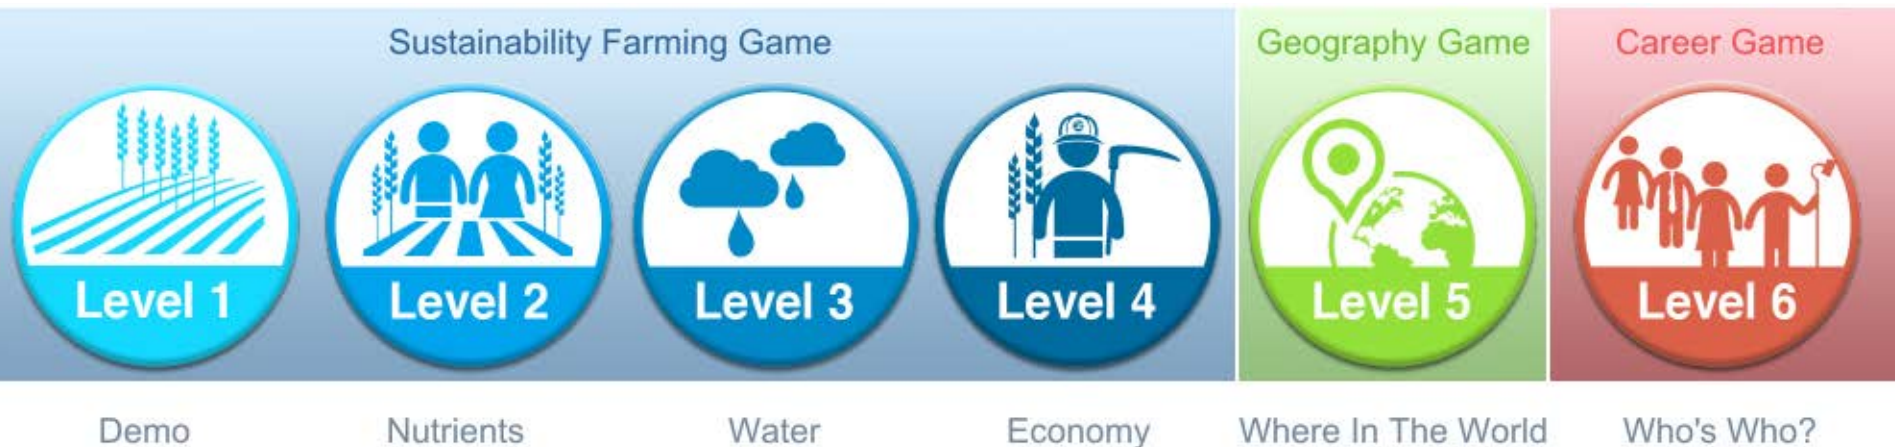 Sustainability Farming Game
Geography Game
Career Game
Level 1
Level 2
Level 3
Level 4
Level 5
Level 6
Demo
Nutrients
Water
Economy
Where In The World
Who's Who?